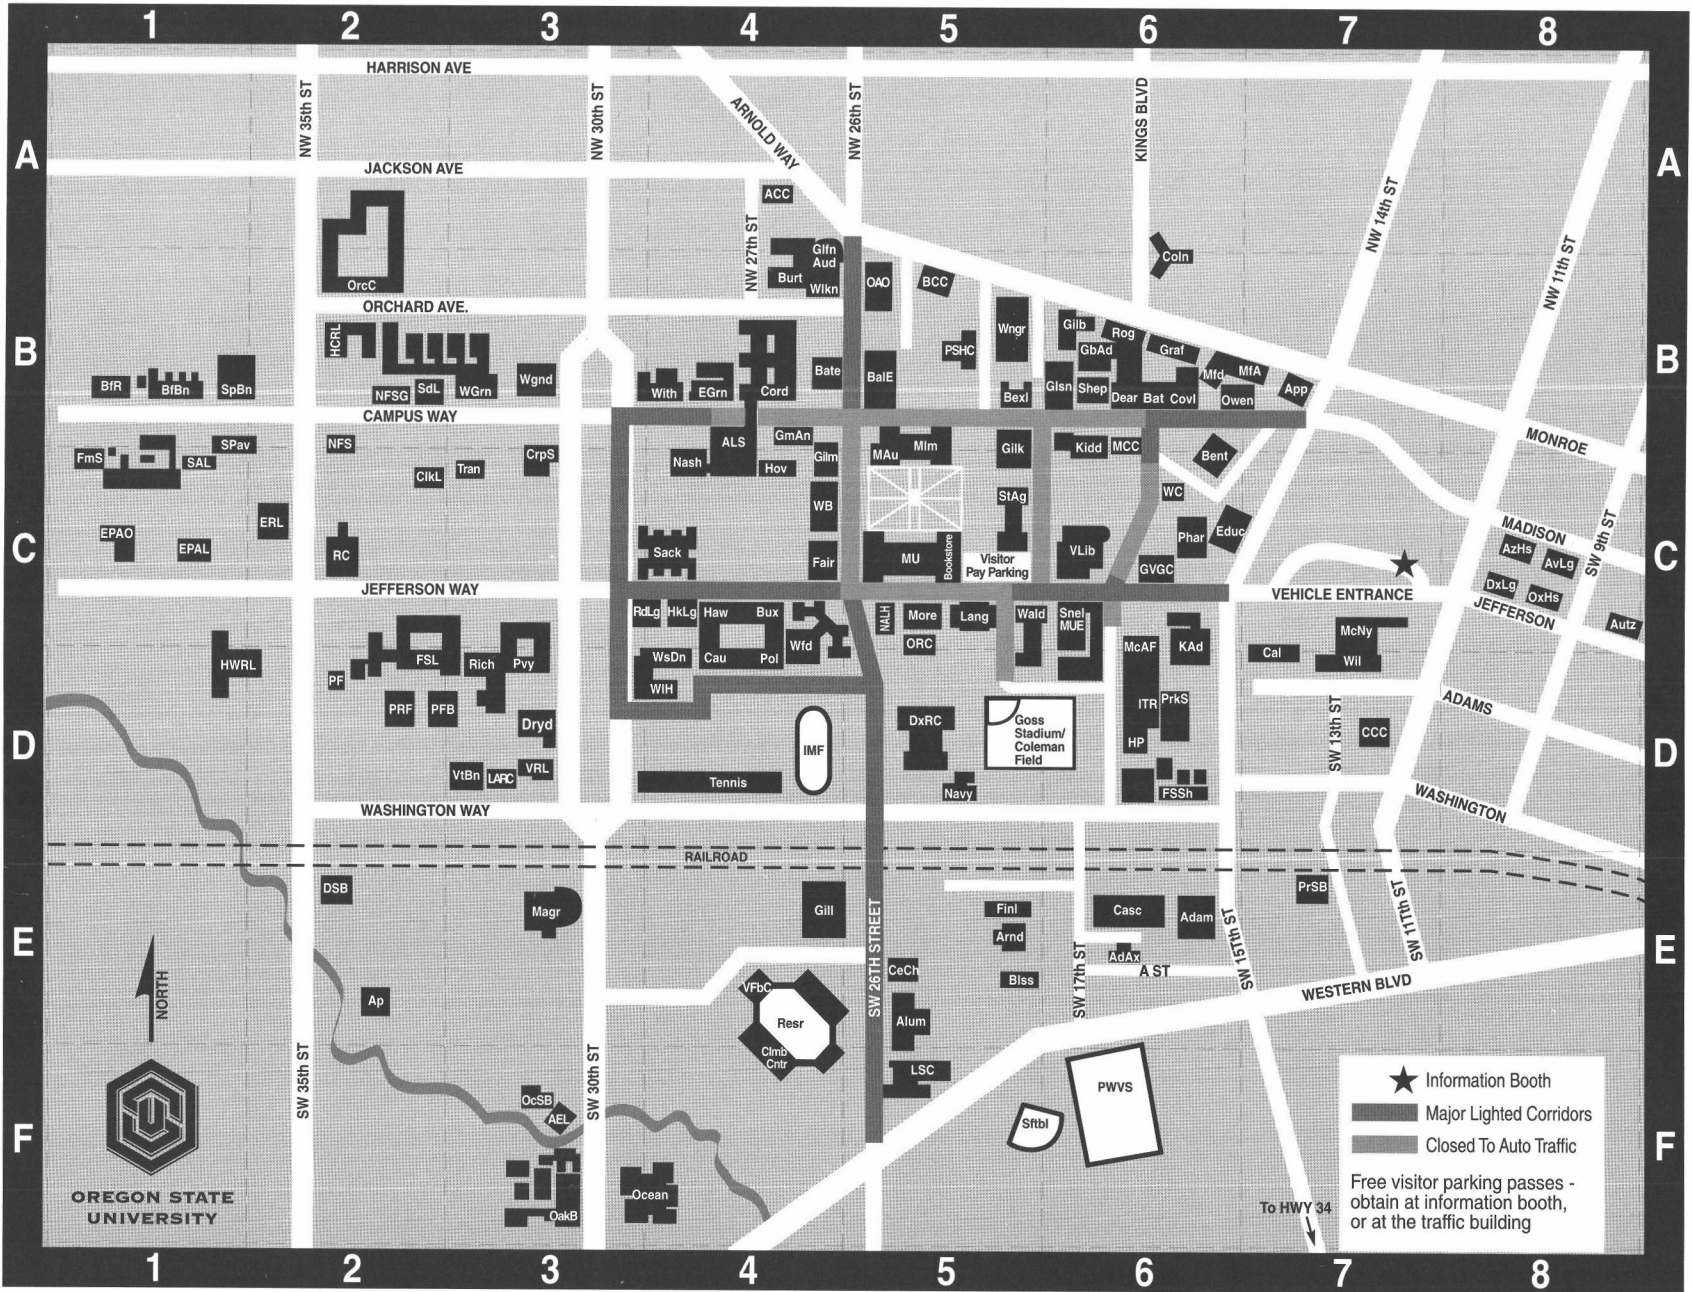 1 2 3 4 5 6 7 8
HARRISON AVE
NW 35th ST
NW 30th ST
ARNOLD WAY
NW 26th ST
KINGS BLVD
A
A
JACKSON AVE
NW 14th ST
ACC
NW 27th ST
NW 11th ST
Glfn
Aud
Burt
Wlkn
Coln
OrcC
OAO
BCC
ORCHARD AVE.
B
B
HCRL
Wngr
Gilb
Rog
GbAd
Graf
PSHC
BfR
BfBn
SpBn
NFSG
SdL
WGrn
Wgnd
With
EGrn
Cord
Bate
BalE
Bexl
Glsn
Shep
Dear
Bat
Covl
Mfd
MfA
Owen
App
CAMPUS WAY
MONROE
FmS
SAL
SPav
NFS
ClkL
Tran
CrpS
ALS
Nash
GmAn
Hov
Gilm
MAu
Mlm
Gilk
Kidd
MCC
Bent
WB
StAg
WC
ERL
EPAO
EPAL
RC
Sack
Fair
MU
Bookstore
Visitor
Pay Parking
VLib
Phar
Educ
GVGC
MADISON
SW 9th ST
AzHs
AvLg
DxLg
OxHs
C
C
JEFFERSON WAY
VEHICLE ENTRANCE
JEFFERSON
Autz
HWRL
FSL
Rich
Pvy
PF
PRF
PFB
Dryd
VtBn
LARC
VRL
RdLg
HkLg
Haw
Bux
WsDn
Cau
Pol
Wfd
WIH
NALH
More
ORC
Lang
Wald
Snel
MUE
McAF
KAd
Cal
McNy
Wil
ADAMS
ITR
PrkS
HP
FSSh
SW 13th ST
CCC
D
D
IMF
Tennis
DxRC
Navy
Goss
Stadium/
Coleman
Field
WASHINGTON WAY
WASHINGTON
RAILROAD
DSB
Magr
Gill
SW 26TH STREET
Finl
Arnd
Blss
Casc
Adam
AdAx
A ST
PrSB
SW 17th ST
SW 15Tth ST
SW 11Tth ST
E
E
NORTH
Ap
VFbC
Resr
Clmb
Cntr
CeCh
Alum
LSC
WESTERN BLVD
SW 35th ST
SW 30th ST
OcSB
AEL
Sftbl
PWVS
F
F
OakB
Ocean
To HWY 34
OREGON STATE
UNIVERSITY
Information Booth
Major Lighted Corridors
Closed To Auto Traffic
Free visitor parking passes -
obtain at information booth,
or at the traffic building
1 2 3 4 5 6 7 8